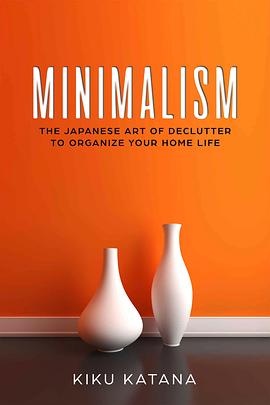 MINIMALISM
THE JAPANESE ART OF DECLUTTER
TO ORGANIZE YOUR HOME LIFE
KIKU KATANA